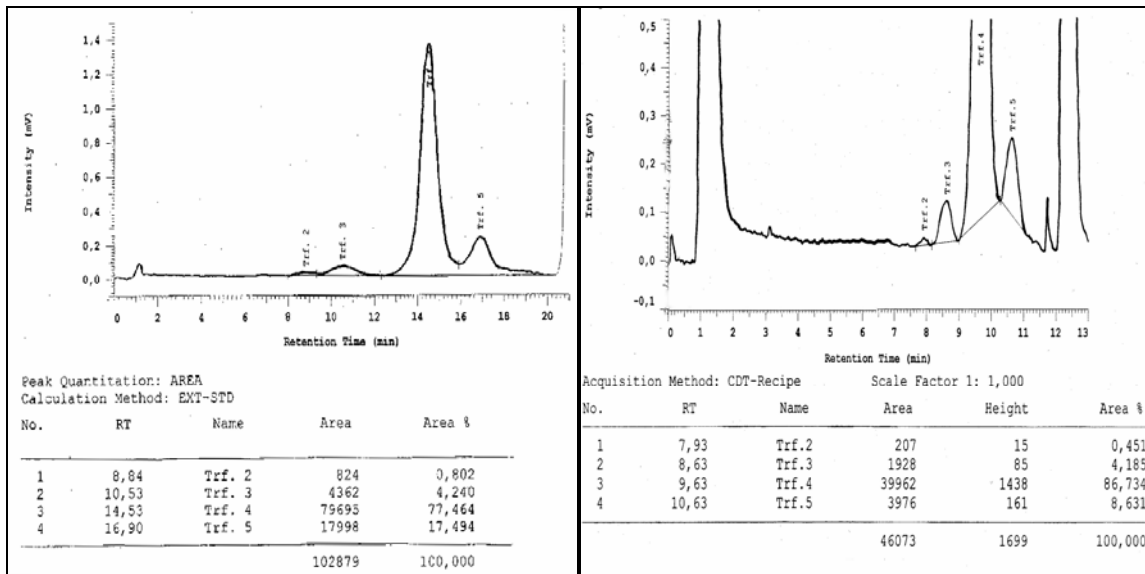 1,4
1,2
1,0
0,8
0,6
0,4
0,2
0,0
Intensity (mV)
Trf. 2
Trf. 3
Trf.
Trf. 5
0 2 4 6 8 10 12 14 16 18 20
Retention Time (min)
Peak Quantitation: AREA
Calculation Method: EXT-STD
No. RT Name Area Area %
1 8,84 Trf. 2 824 0,802
2 10,53 Trf. 3 4362 4,240
3 14,53 Trf. 4 79695 77,464
4 16,90 Trf. 5 17998 17,494
102879 100,000
0,5
0,4
0,3
0,2
0,1
0,0
-0,1
Intensity (mV)
Trf.2
Trf.3
Trf.4
Trf.5
0 1 2 3 4 5 6 7 8 9 10 11 12 13
Retention Time (min)
Acquisition Method: CDT-Recipe Scale Factor 1: 1,000
No. RT Name Area Height Area %
1 7,93 Trf.2 207 15 0,451
2 8,63 Trf.3 1928 85 4,185
3 9,63 Trf.4 39962 1438 86,734
4 10,63 Trf.5 3976 161 8,631
46073 1699 100,000